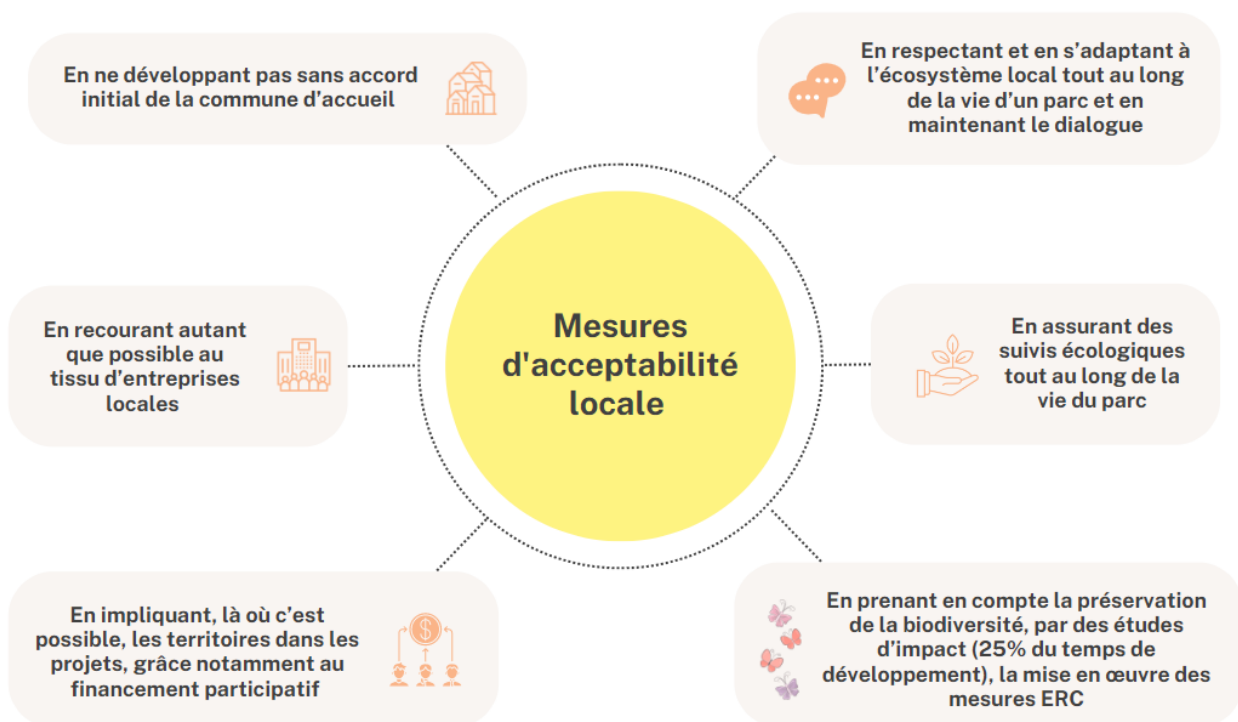 En ne développant pas sans accord
initial de la commune d'accueil
En respectant et en s'adaptant à
l'écosystème local tout au long
de la vie d'un parc et en
maintenant le dialogue
Mesures
d'acceptabilité
locale
En recourant autant
que possible au
tissu d'entreprises
locales
En assurant des
suivis écologiques
tout au long de la
vie du parc
En impliquant, là où c'est
possible, les territoires dans les
projets, grâce notamment au
financement participatif
$
En prenant en compte la préservation
de la biodiversité, par des études
d'impact (25% du temps de
développement), la mise en œuvre des
mesures ERC